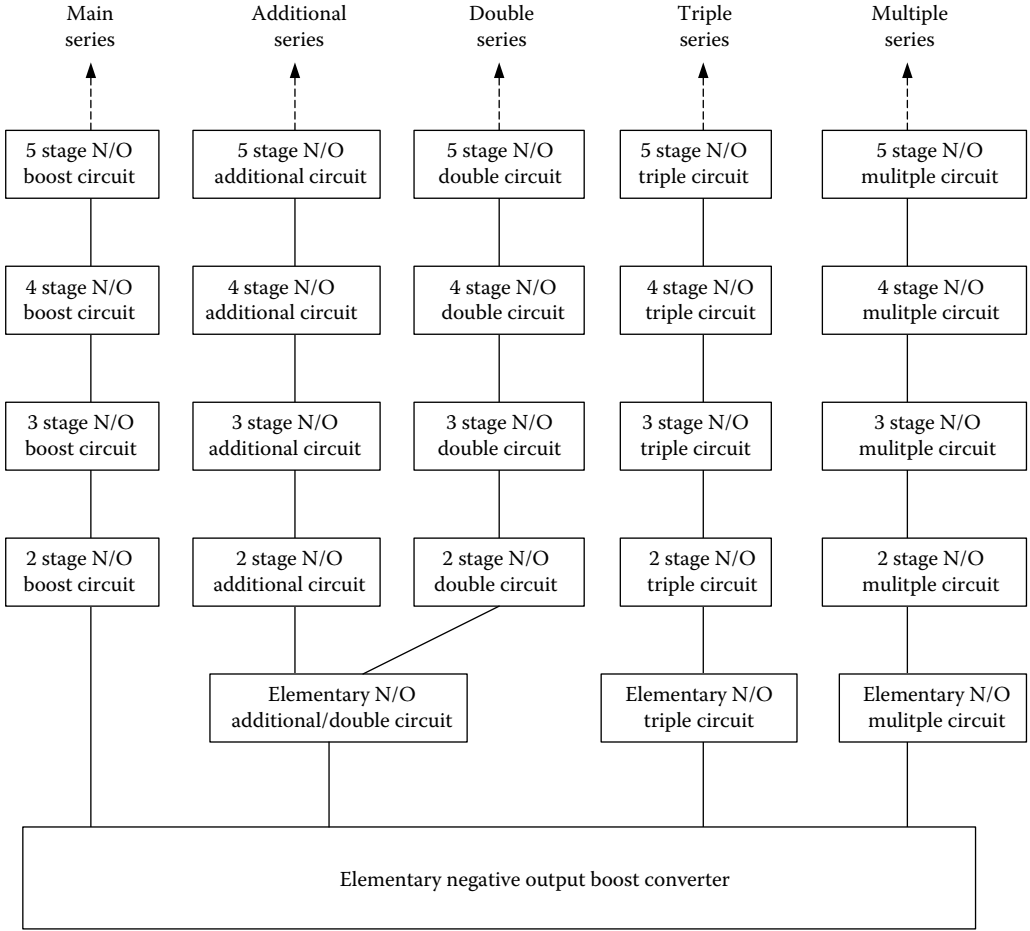 Main
series
Additional
series
Double
series
Triple
series
Multiple
series
5 stage N/O
boost circuit
5 stage N/O
additional circuit
5 stage N/O
double circuit
5 stage N/O
triple circuit
5 stage N/O
mulitple circuit
4 stage N/O
boost circuit
4 stage N/O
additional circuit
4 stage N/O
double circuit
4 stage N/O
triple circuit
4 stage N/O
mulitple circuit
3 stage N/O
boost circuit
3 stage N/O
additional circuit
3 stage N/O
double circuit
3 stage N/O
triple circuit
3 stage N/O
mulitple circuit
2 stage N/O
boost circuit
2 stage N/O
additional circuit
2 stage N/O
double circuit
2 stage N/O
triple circuit
2 stage N/O
mulitple circuit
Elementary N/O
additional/double circuit
Elementary N/O
triple circuit
Elementary N/O
mulitple circuit
Elementary negative output boost converter